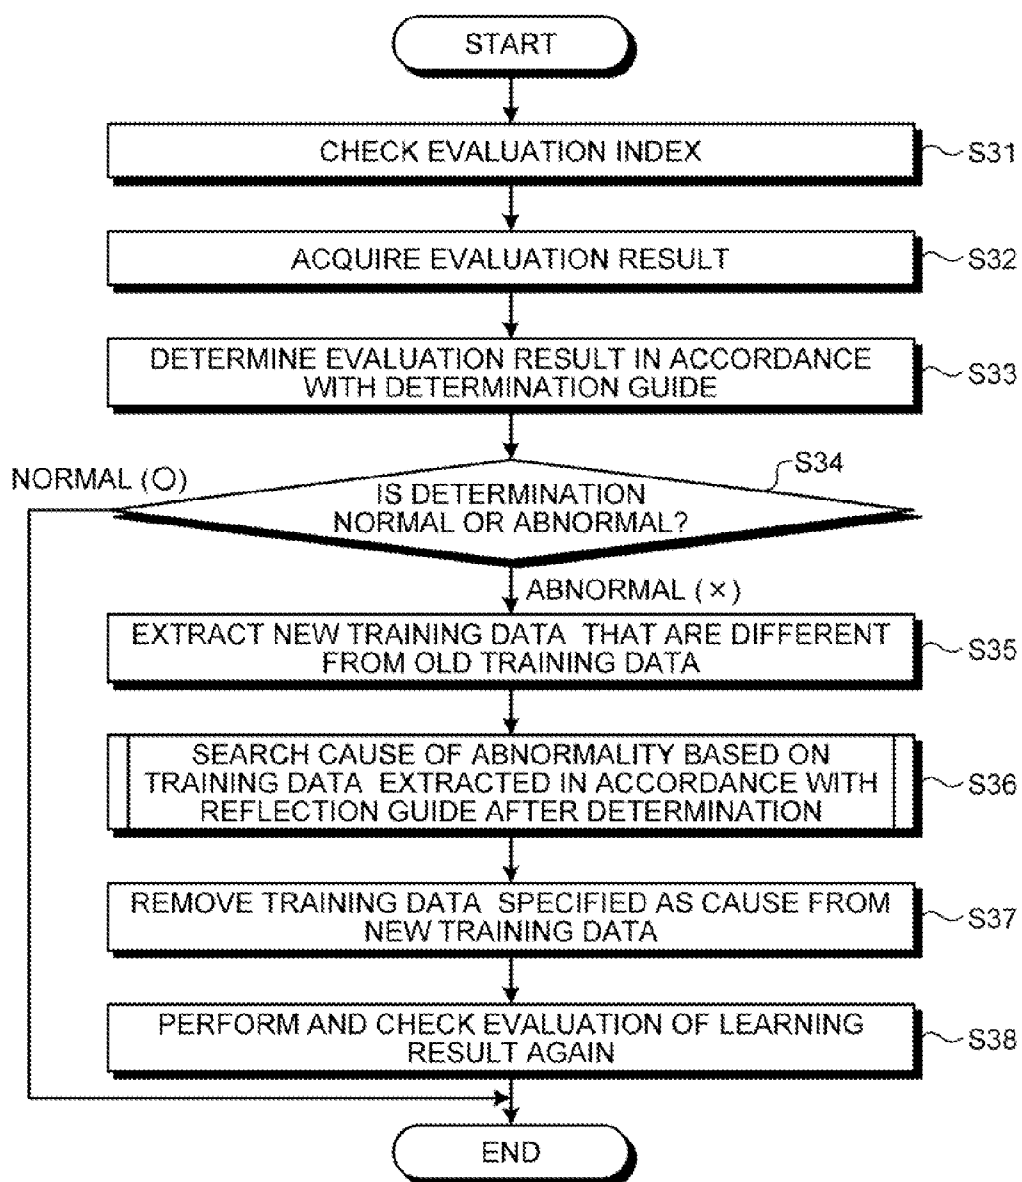 START
CHECK EVALUATION INDEX
S31
ACQUIRE EVALUATION RESULT
S32
DETERMINE EVALUATION RESULT IN ACCORDANCE
WITH DETERMINATION GUIDE
S33
NORMAL (○)
S34
IS DETERMINATION
NORMAL OR ABNORMAL?
ABNORMAL (×)
EXTRACT NEW TRAINING DATA THAT ARE DIFFERENT
FROM OLD TRAINING DATA
S35
SEARCH CAUSE OF ABNORMALITY BASED ON
TRAINING DATA EXTRACTED IN ACCORDANCE WITH
REFLECTION GUIDE AFTER DETERMINATION
S36
REMOVE TRAINING DATA SPECIFIED AS CAUSE FROM
NEW TRAINING DATA
S37
PERFORM AND CHECK EVALUATION OF LEARNING
RESULT AGAIN
S38
END